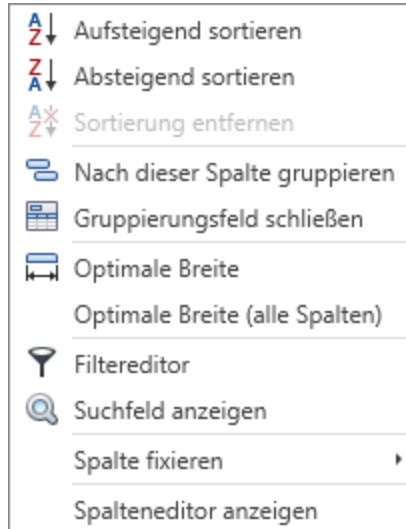 Aufsteigend sortieren
Absteigend sortieren
Sortierung entfernen
Nach dieser Spalte gruppieren
Gruppierungsfeld schließen
Optimale Breite
Optimale Breite (alle Spalten)
Filtereditor
Suchfeld anzeigen
Spalte fixieren
Spalteneditor anzeigen